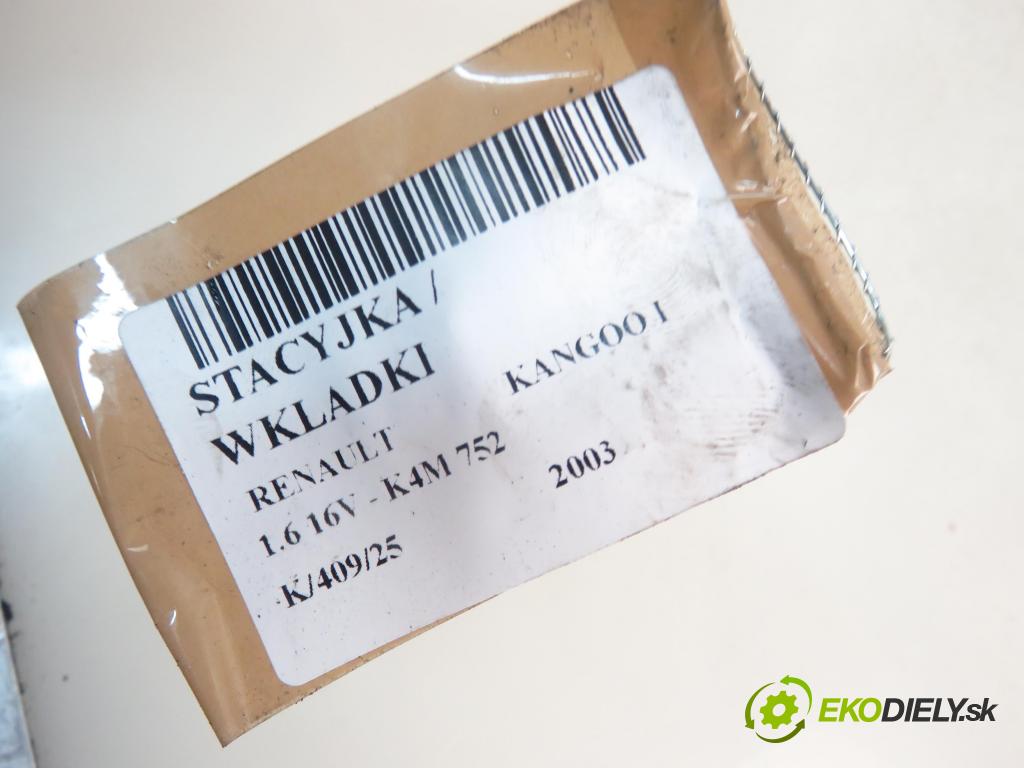 STACYJKA /
WKLADKI
RENAULT KANGOO I
1.6 16V - K4M 752 2003
K/409/25
EKODIELY.sk